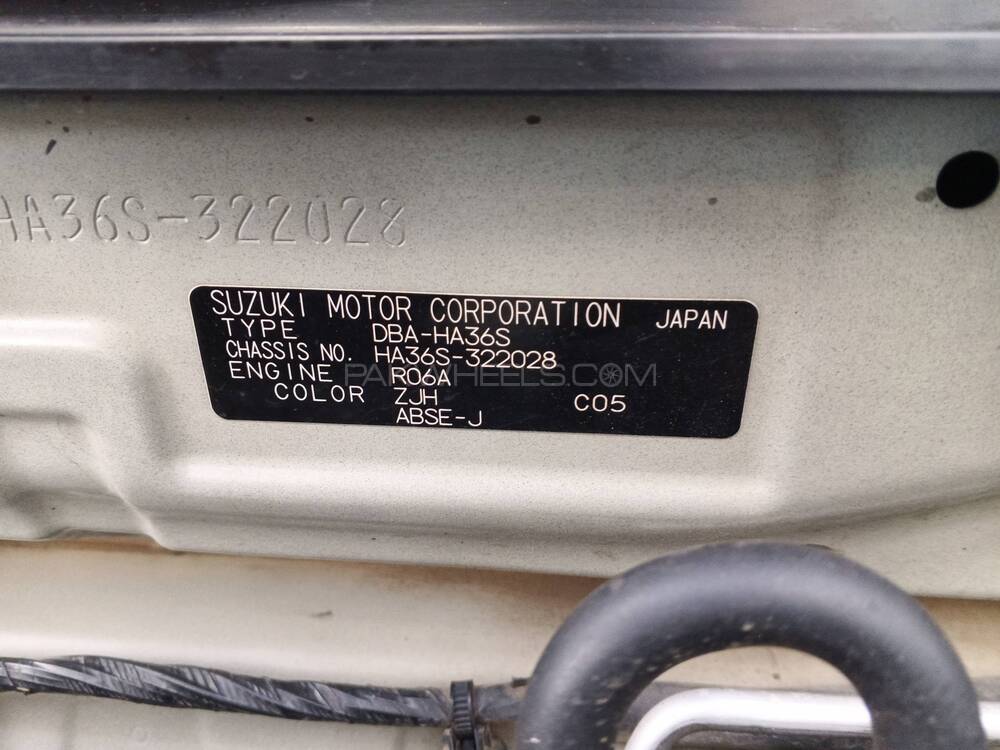 HA36S-322028
SUZUKI MOTOR CORPORATION JAPAN
TYPE DBA-HA36S
CHASSIS NO. HA36S-322028
ENGINE R06A
PAKWHEELS.COM
COLOR ZJH C05
ABSE-J